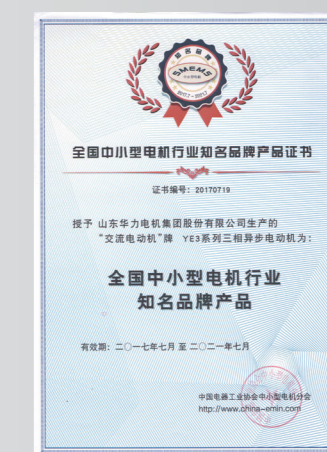 知名品牌
SMEMS
2017-2021
全国中小型电机行业知名品牌产品证书
证书编号：20170719
授予 山东华力电机集团股份有限公司生产的
“交流电动机”牌 YE3系列三相异步电动机为：
全国中小型电机行业
知名品牌产品
有效期：二〇一七年七月 至 二〇二一年七月
中国电器工业协会中小型电机分会
http://www.china-emin.com